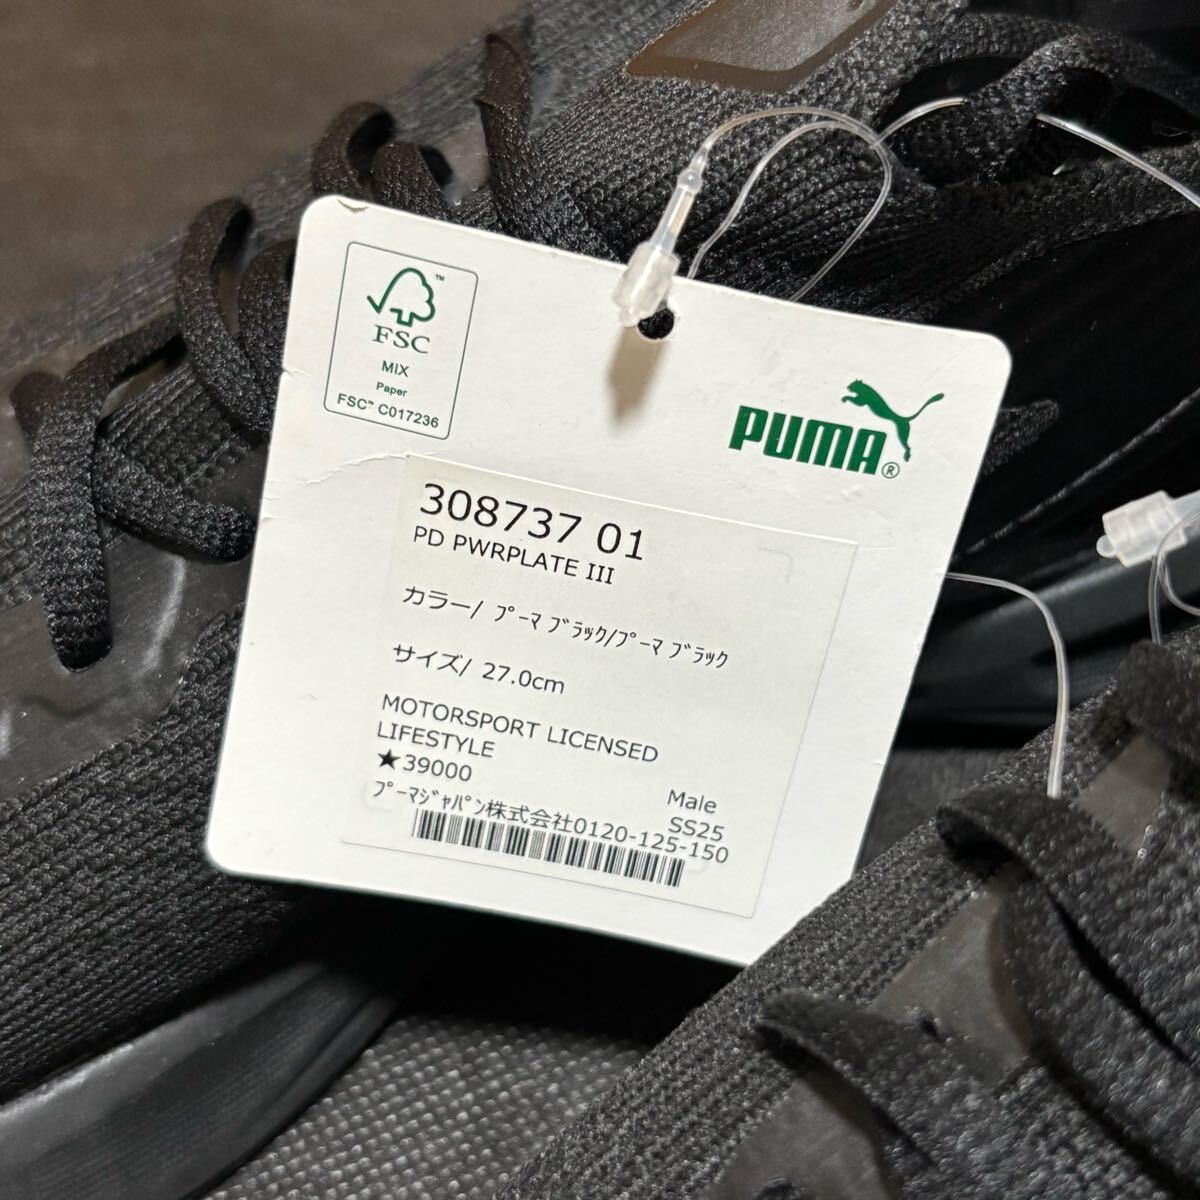 FSC™
MIX
Paper
FSC™ C017236
PUMA®
308737 01
PD PWRPLATE III
カラー/ ﾌﾟｰﾏ ﾌﾞﾗｯｸ/ﾌﾟｰﾏ ﾌﾞﾗｯｸ
サイズ/ 27.0cm
MOTORSPORT LICENSED
LIFESTYLE
★39000
Male
SS25
ﾌﾟｰﾏｼﾞｬﾊﾟﾝ株式会社0120-125-150